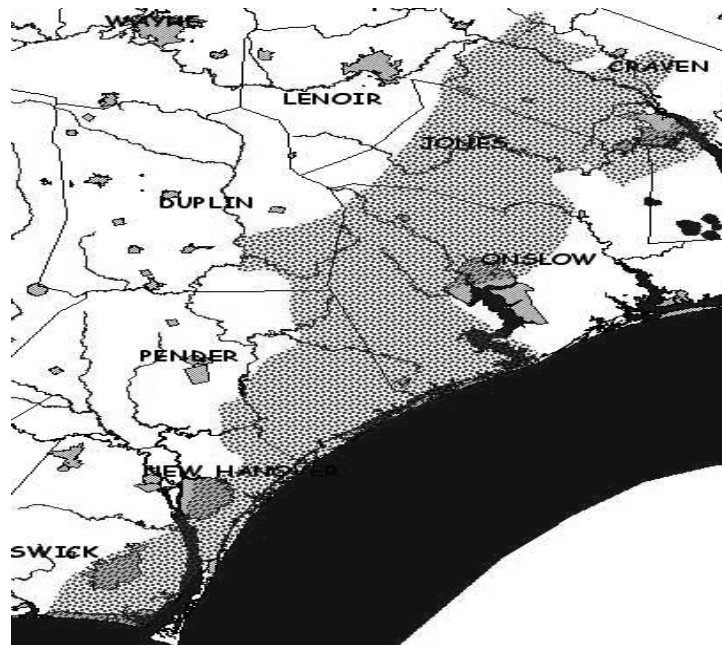 WAYNE
CRAVEN
LENOIR
JONES
DUPLIN
ONSLOW
PENDER
NEW HANOVER
SWICK